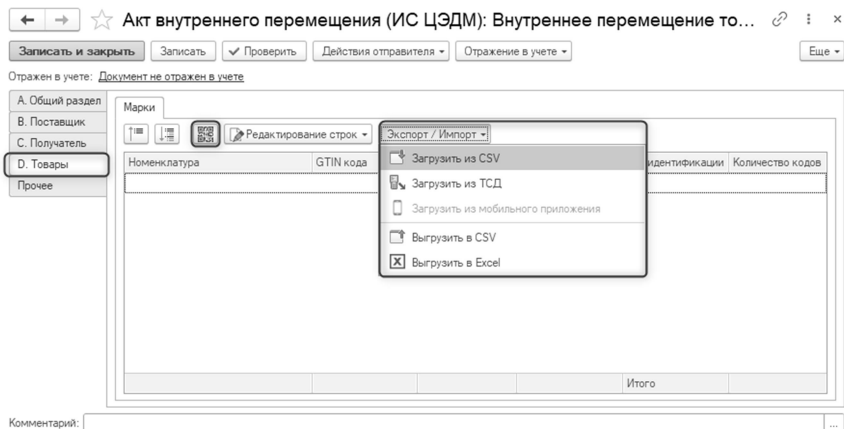 Акт внутреннего перемещения (ИС ЦЭДМ): Внутреннее перемещение то...
Записать и закрыть Записать Проверить Действия отправителя Отражение в учете Еще
Отражен в учете: Документ не отражен в учете
А. Общий раздел
В. Поставщик
С. Получатель
D. Товары
Прочее
Марки
Редактирование строк Экспорт / Импорт
Номенклатура GTIN кода идентификации Количество кодов
Загрузить из CSV
Загрузить из ТСД
Загрузить из мобильного приложения
Выгрузить в CSV
Выгрузить в Excel
Итого
Комментарий: